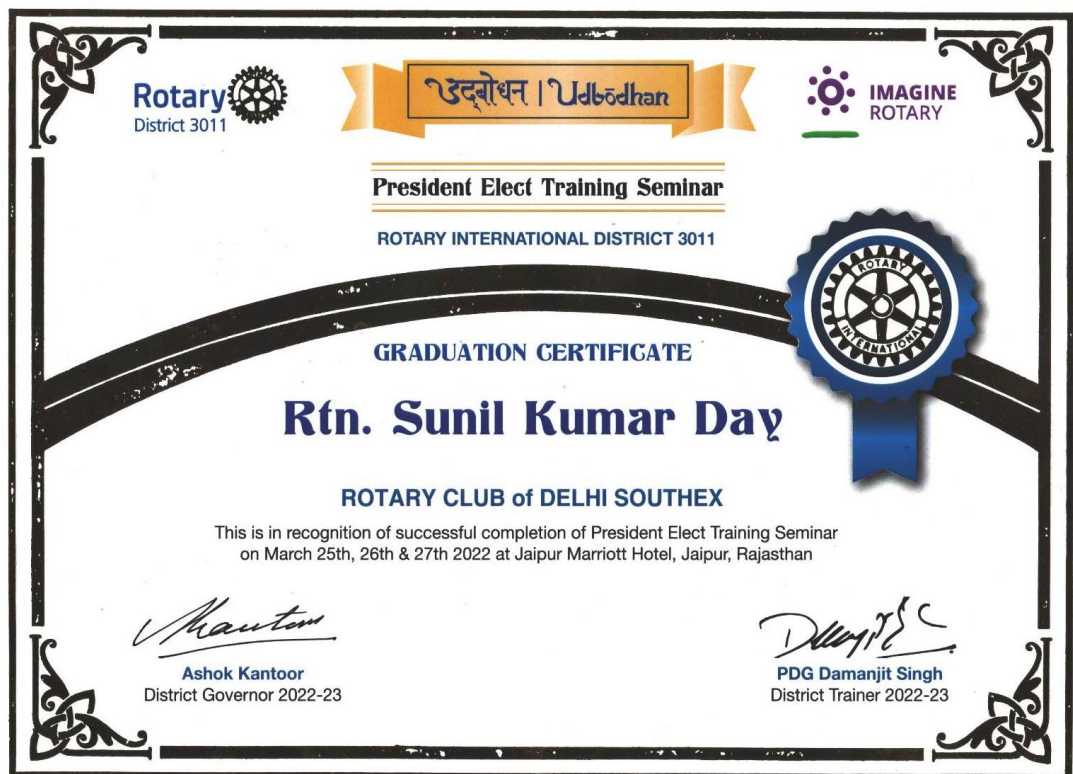 Rotary
District 3011
उद्बोधन | Udbōdhan
IMAGINE
ROTARY
President Elect Training Seminar
ROTARY INTERNATIONAL DISTRICT 3011
ROTARY
INTERNATIONAL
GRADUATION CERTIFICATE
Rtn. Sunil Kumar Day
ROTARY CLUB of DELHI SOUTHEX
This is in recognition of successful completion of President Elect Training Seminar
on March 25th, 26th & 27th 2022 at Jaipur Marriott Hotel, Jaipur, Rajasthan
Ashok Kantoor
District Governor 2022-23
PDG Damanjit Singh
District Trainer 2022-23